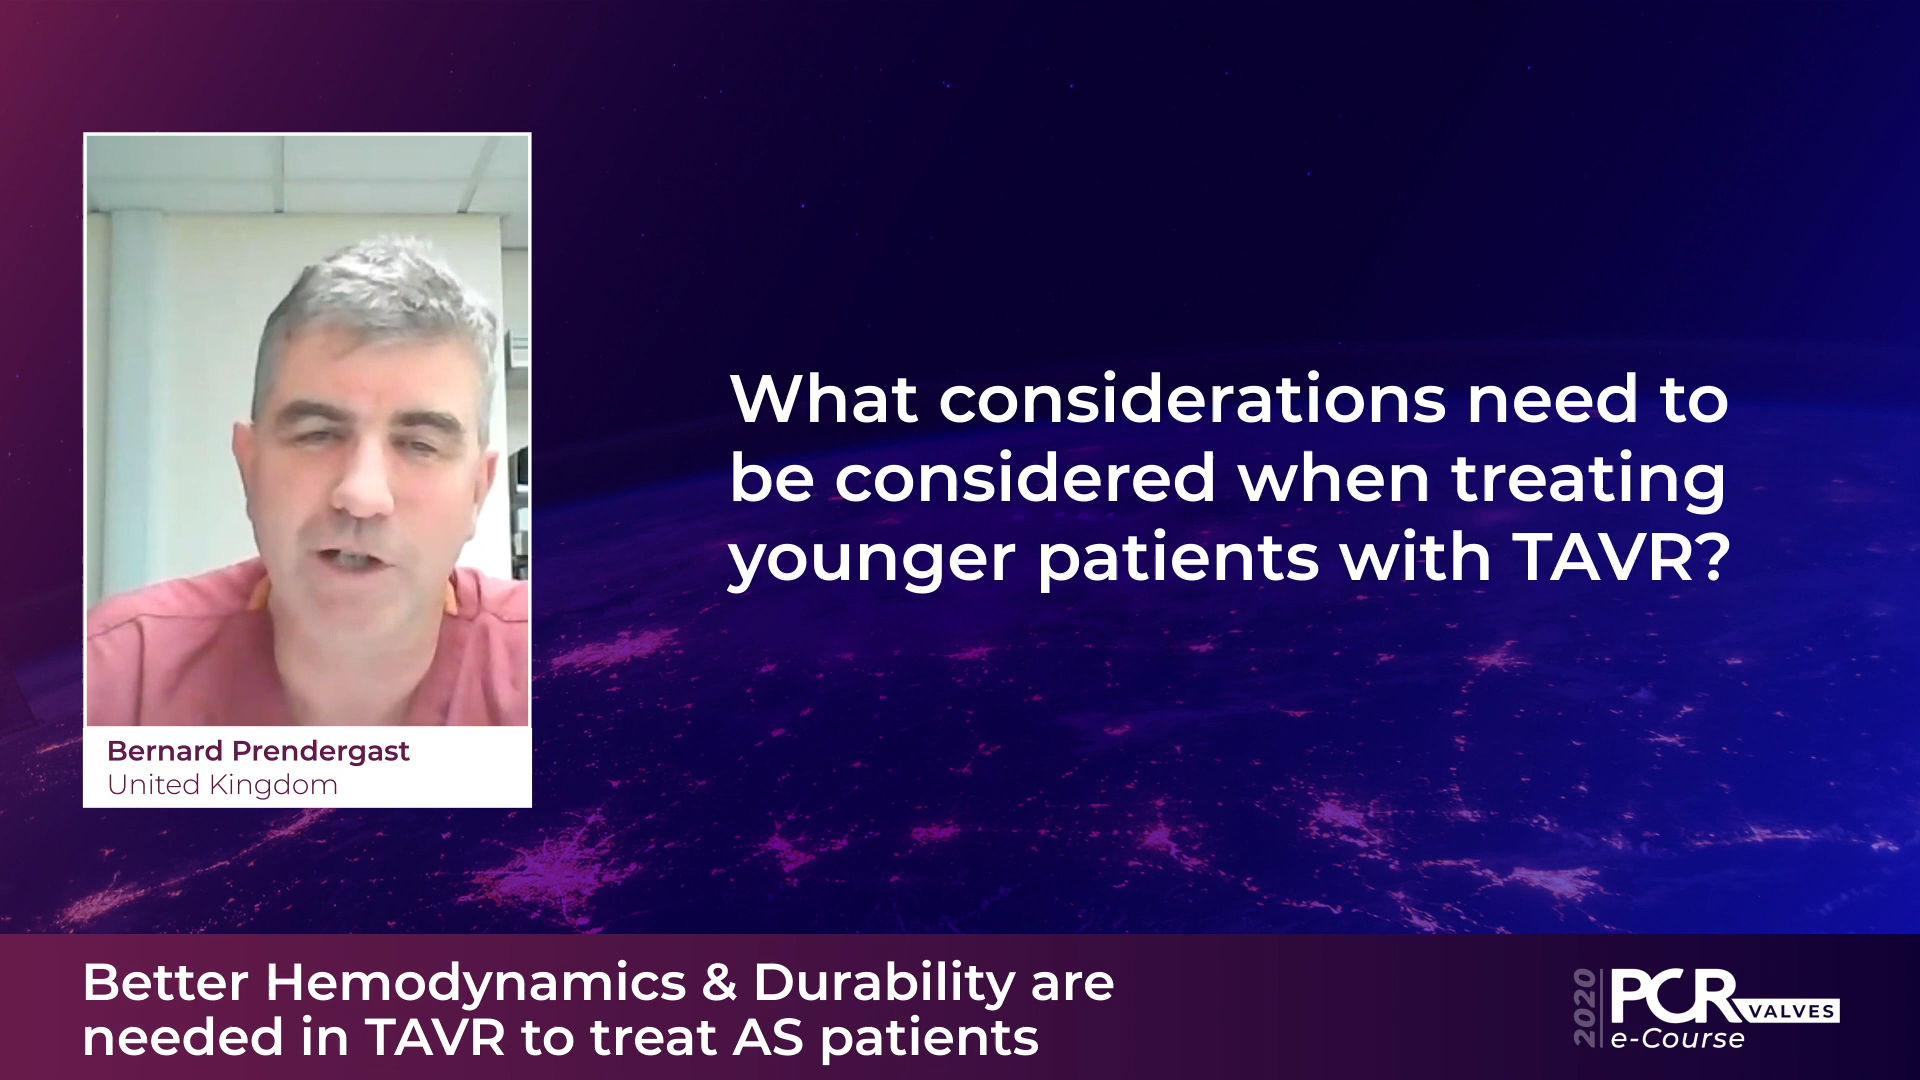 What considerations need to
be considered when treating
younger patients with TAVR?
Bernard Prendergast
United Kingdom
Better Hemodynamics & Durability are
needed in TAVR to treat AS patients
2020
PCR
VALVES
e-Course